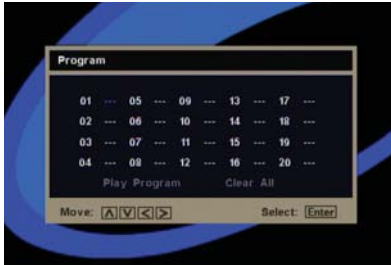 Program
01 --- 05 --- 09 --- 13 --- 17 ---
02 --- 06 --- 10 --- 14 --- 18 ---
03 --- 07 --- 11 --- 15 --- 19 ---
04 --- 08 --- 12 --- 16 --- 20 ---
Play Program Clear All
Move: Select: Enter